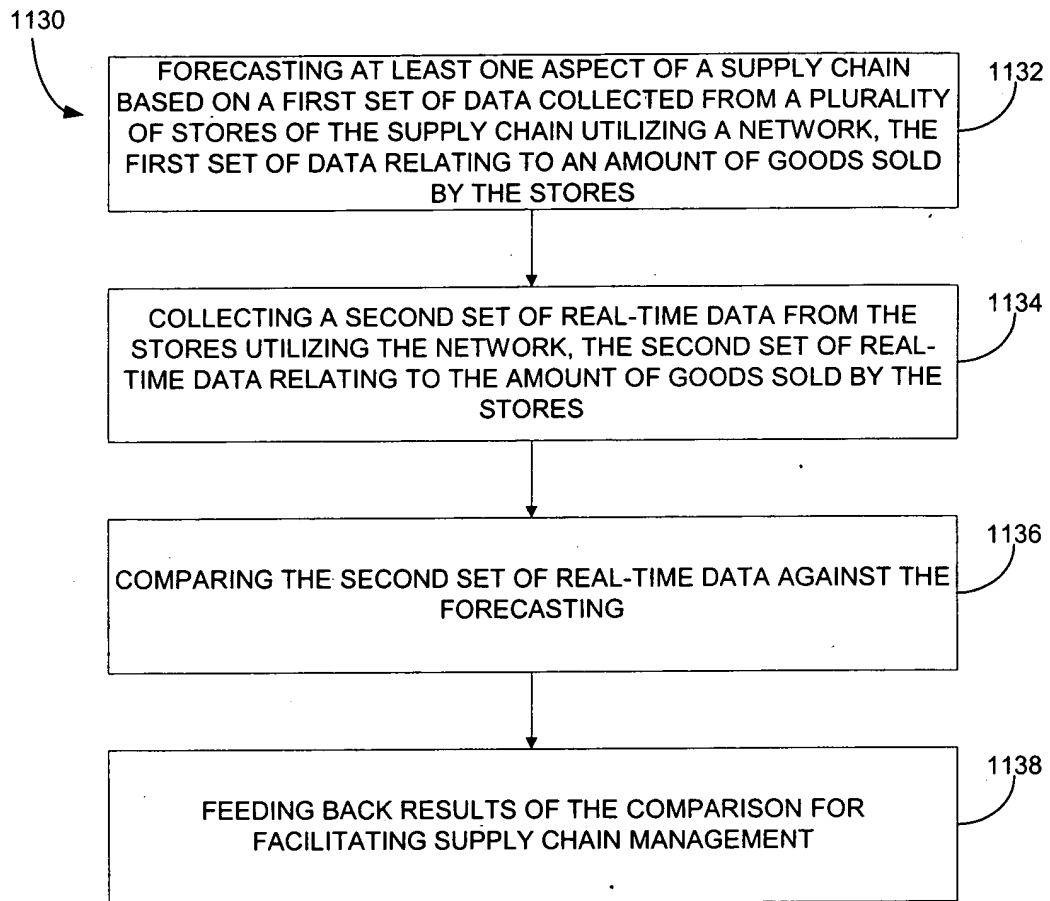 1130
FORECASTING AT LEAST ONE ASPECT OF A SUPPLY CHAIN
BASED ON A FIRST SET OF DATA COLLECTED FROM A PLURALITY
OF STORES OF THE SUPPLY CHAIN UTILIZING A NETWORK, THE
FIRST SET OF DATA RELATING TO AN AMOUNT OF GOODS SOLD
BY THE STORES
1132
COLLECTING A SECOND SET OF REAL-TIME DATA FROM THE
STORES UTILIZING THE NETWORK, THE SECOND SET OF REAL-
TIME DATA RELATING TO THE AMOUNT OF GOODS SOLD BY THE
STORES
1134
COMPARING THE SECOND SET OF REAL-TIME DATA AGAINST THE
FORECASTING
1136
FEEDING BACK RESULTS OF THE COMPARISON FOR
FACILITATING SUPPLY CHAIN MANAGEMENT
1138